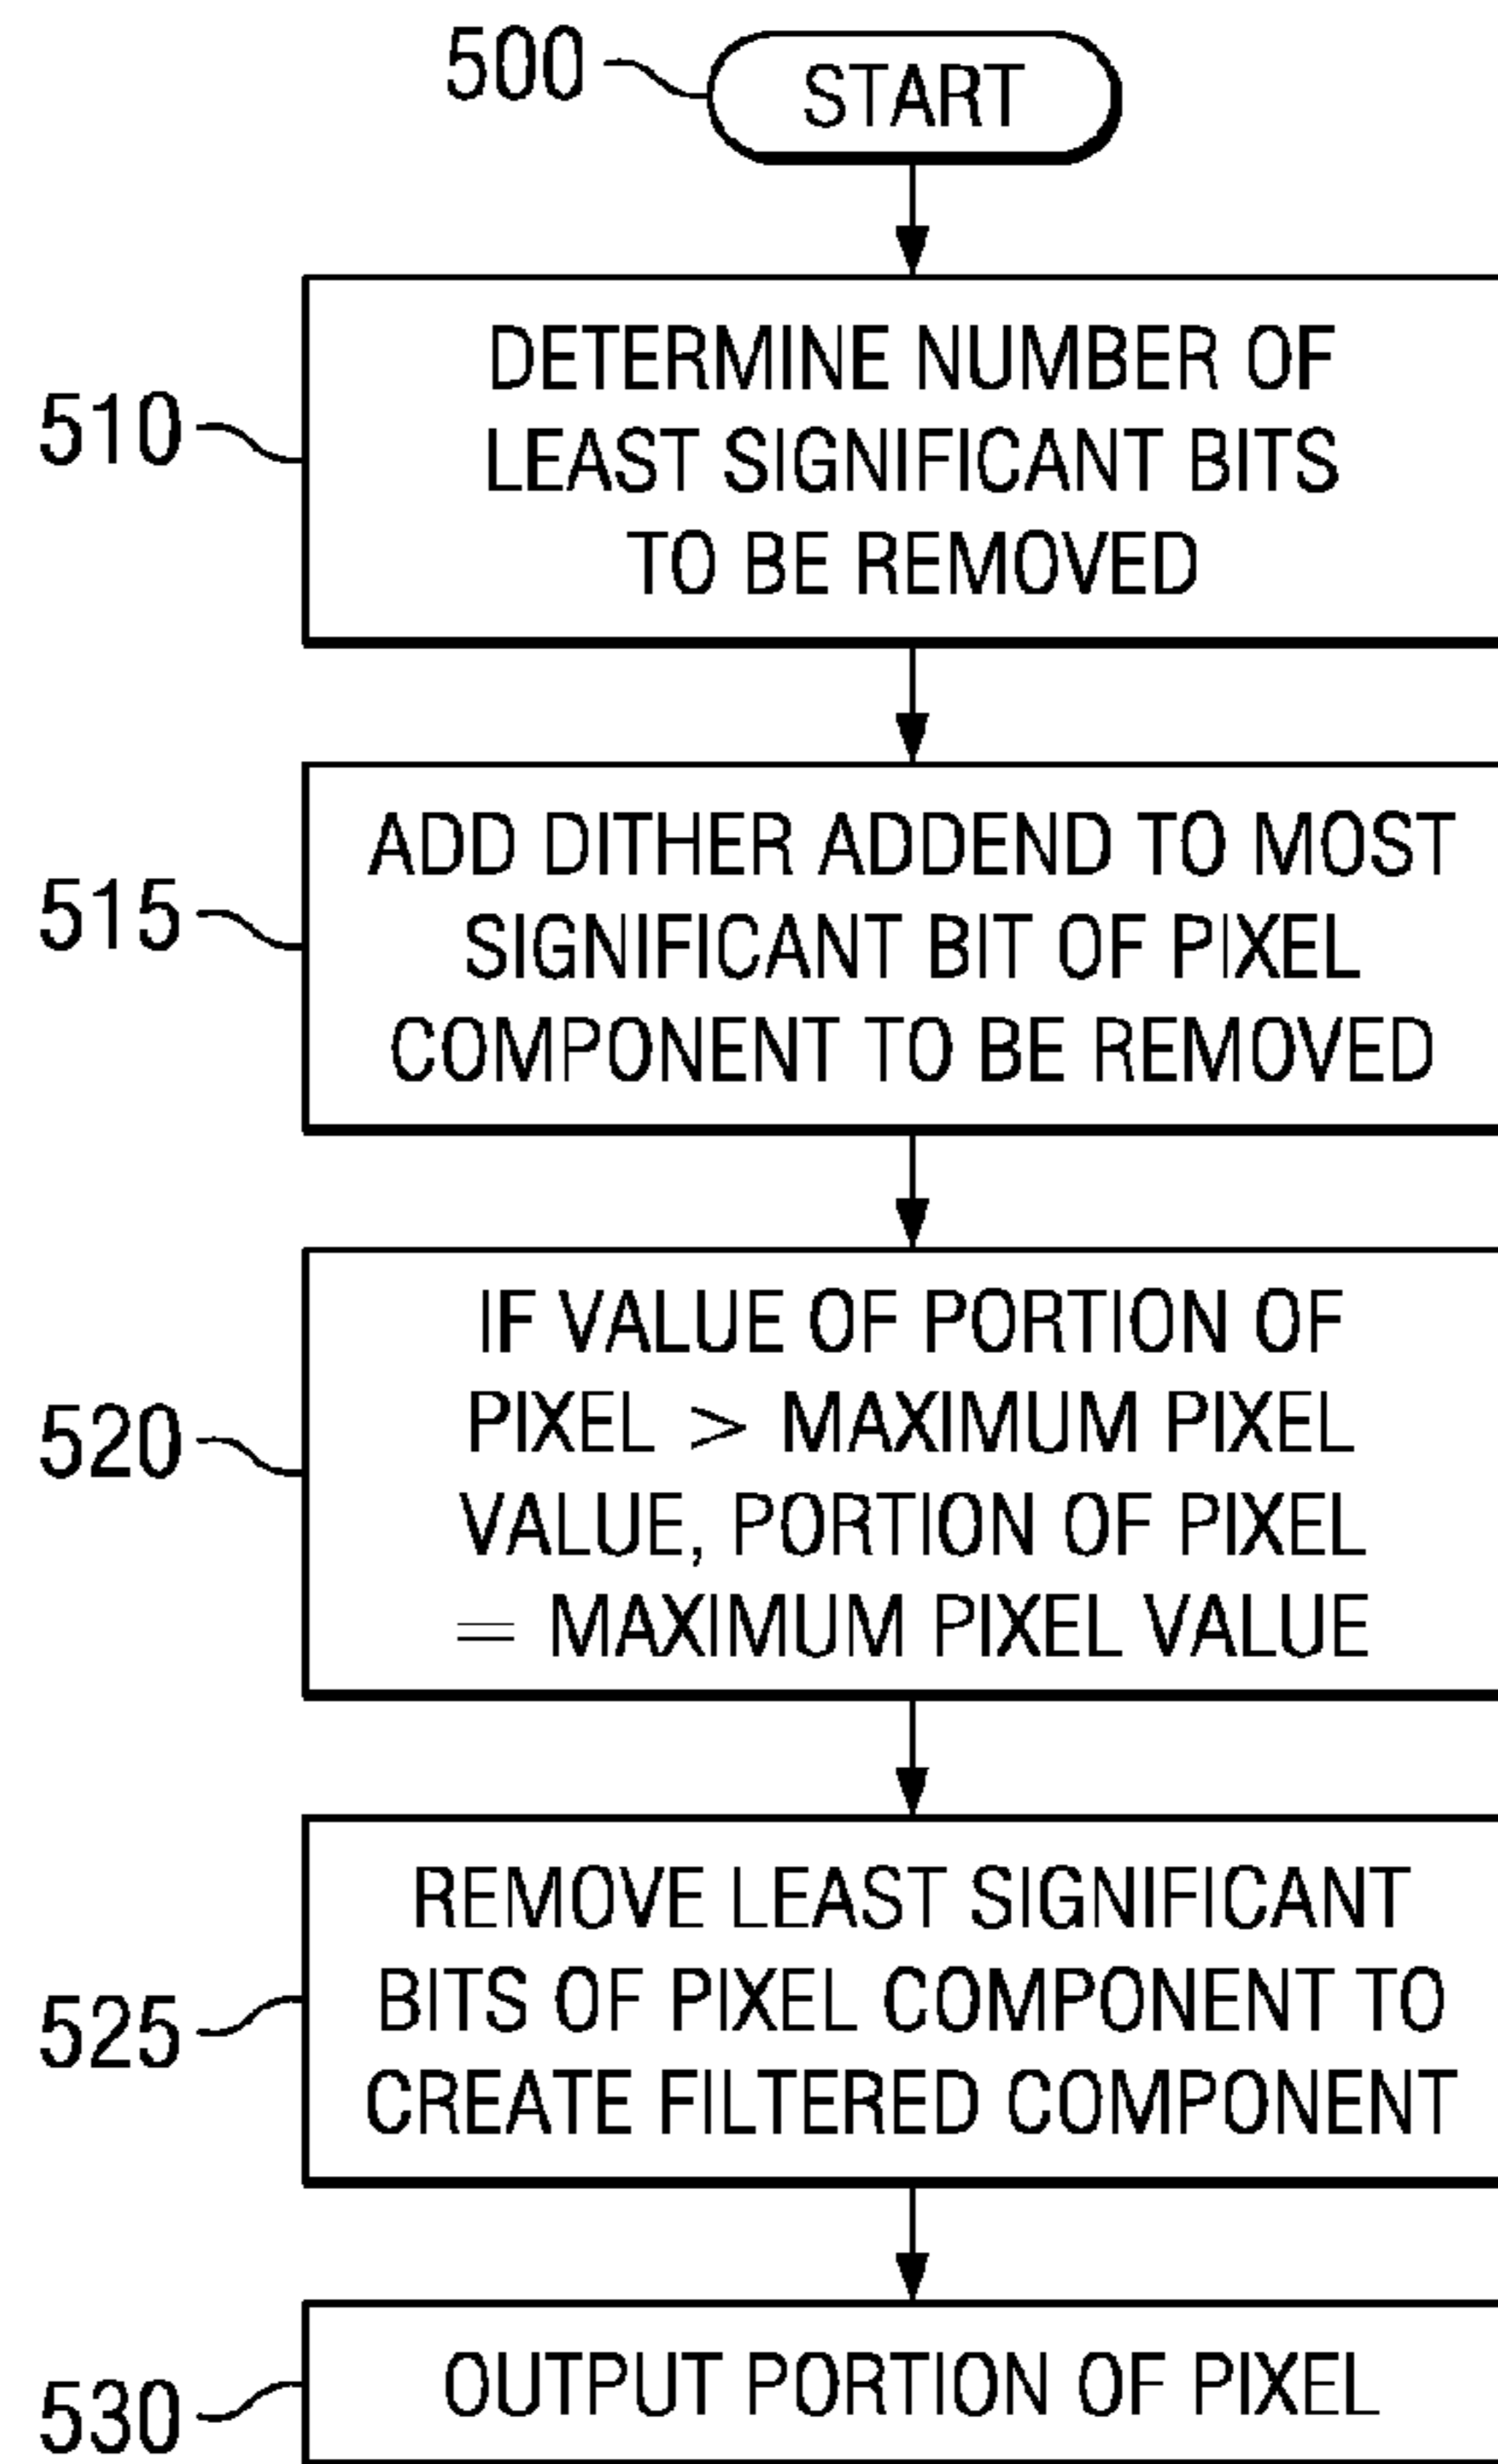 500
START
510
DETERMINE NUMBER OF
LEAST SIGNIFICANT BITS
TO BE REMOVED
515
ADD DITHER ADDEND TO MOST
SIGNIFICANT BIT OF PIXEL
COMPONENT TO BE REMOVED
520
IF VALUE OF PORTION OF
PIXEL > MAXIMUM PIXEL
VALUE, PORTION OF PIXEL
= MAXIMUM PIXEL VALUE
525
REMOVE LEAST SIGNIFICANT
BITS OF PIXEL COMPONENT TO
CREATE FILTERED COMPONENT
530
OUTPUT PORTION OF PIXEL